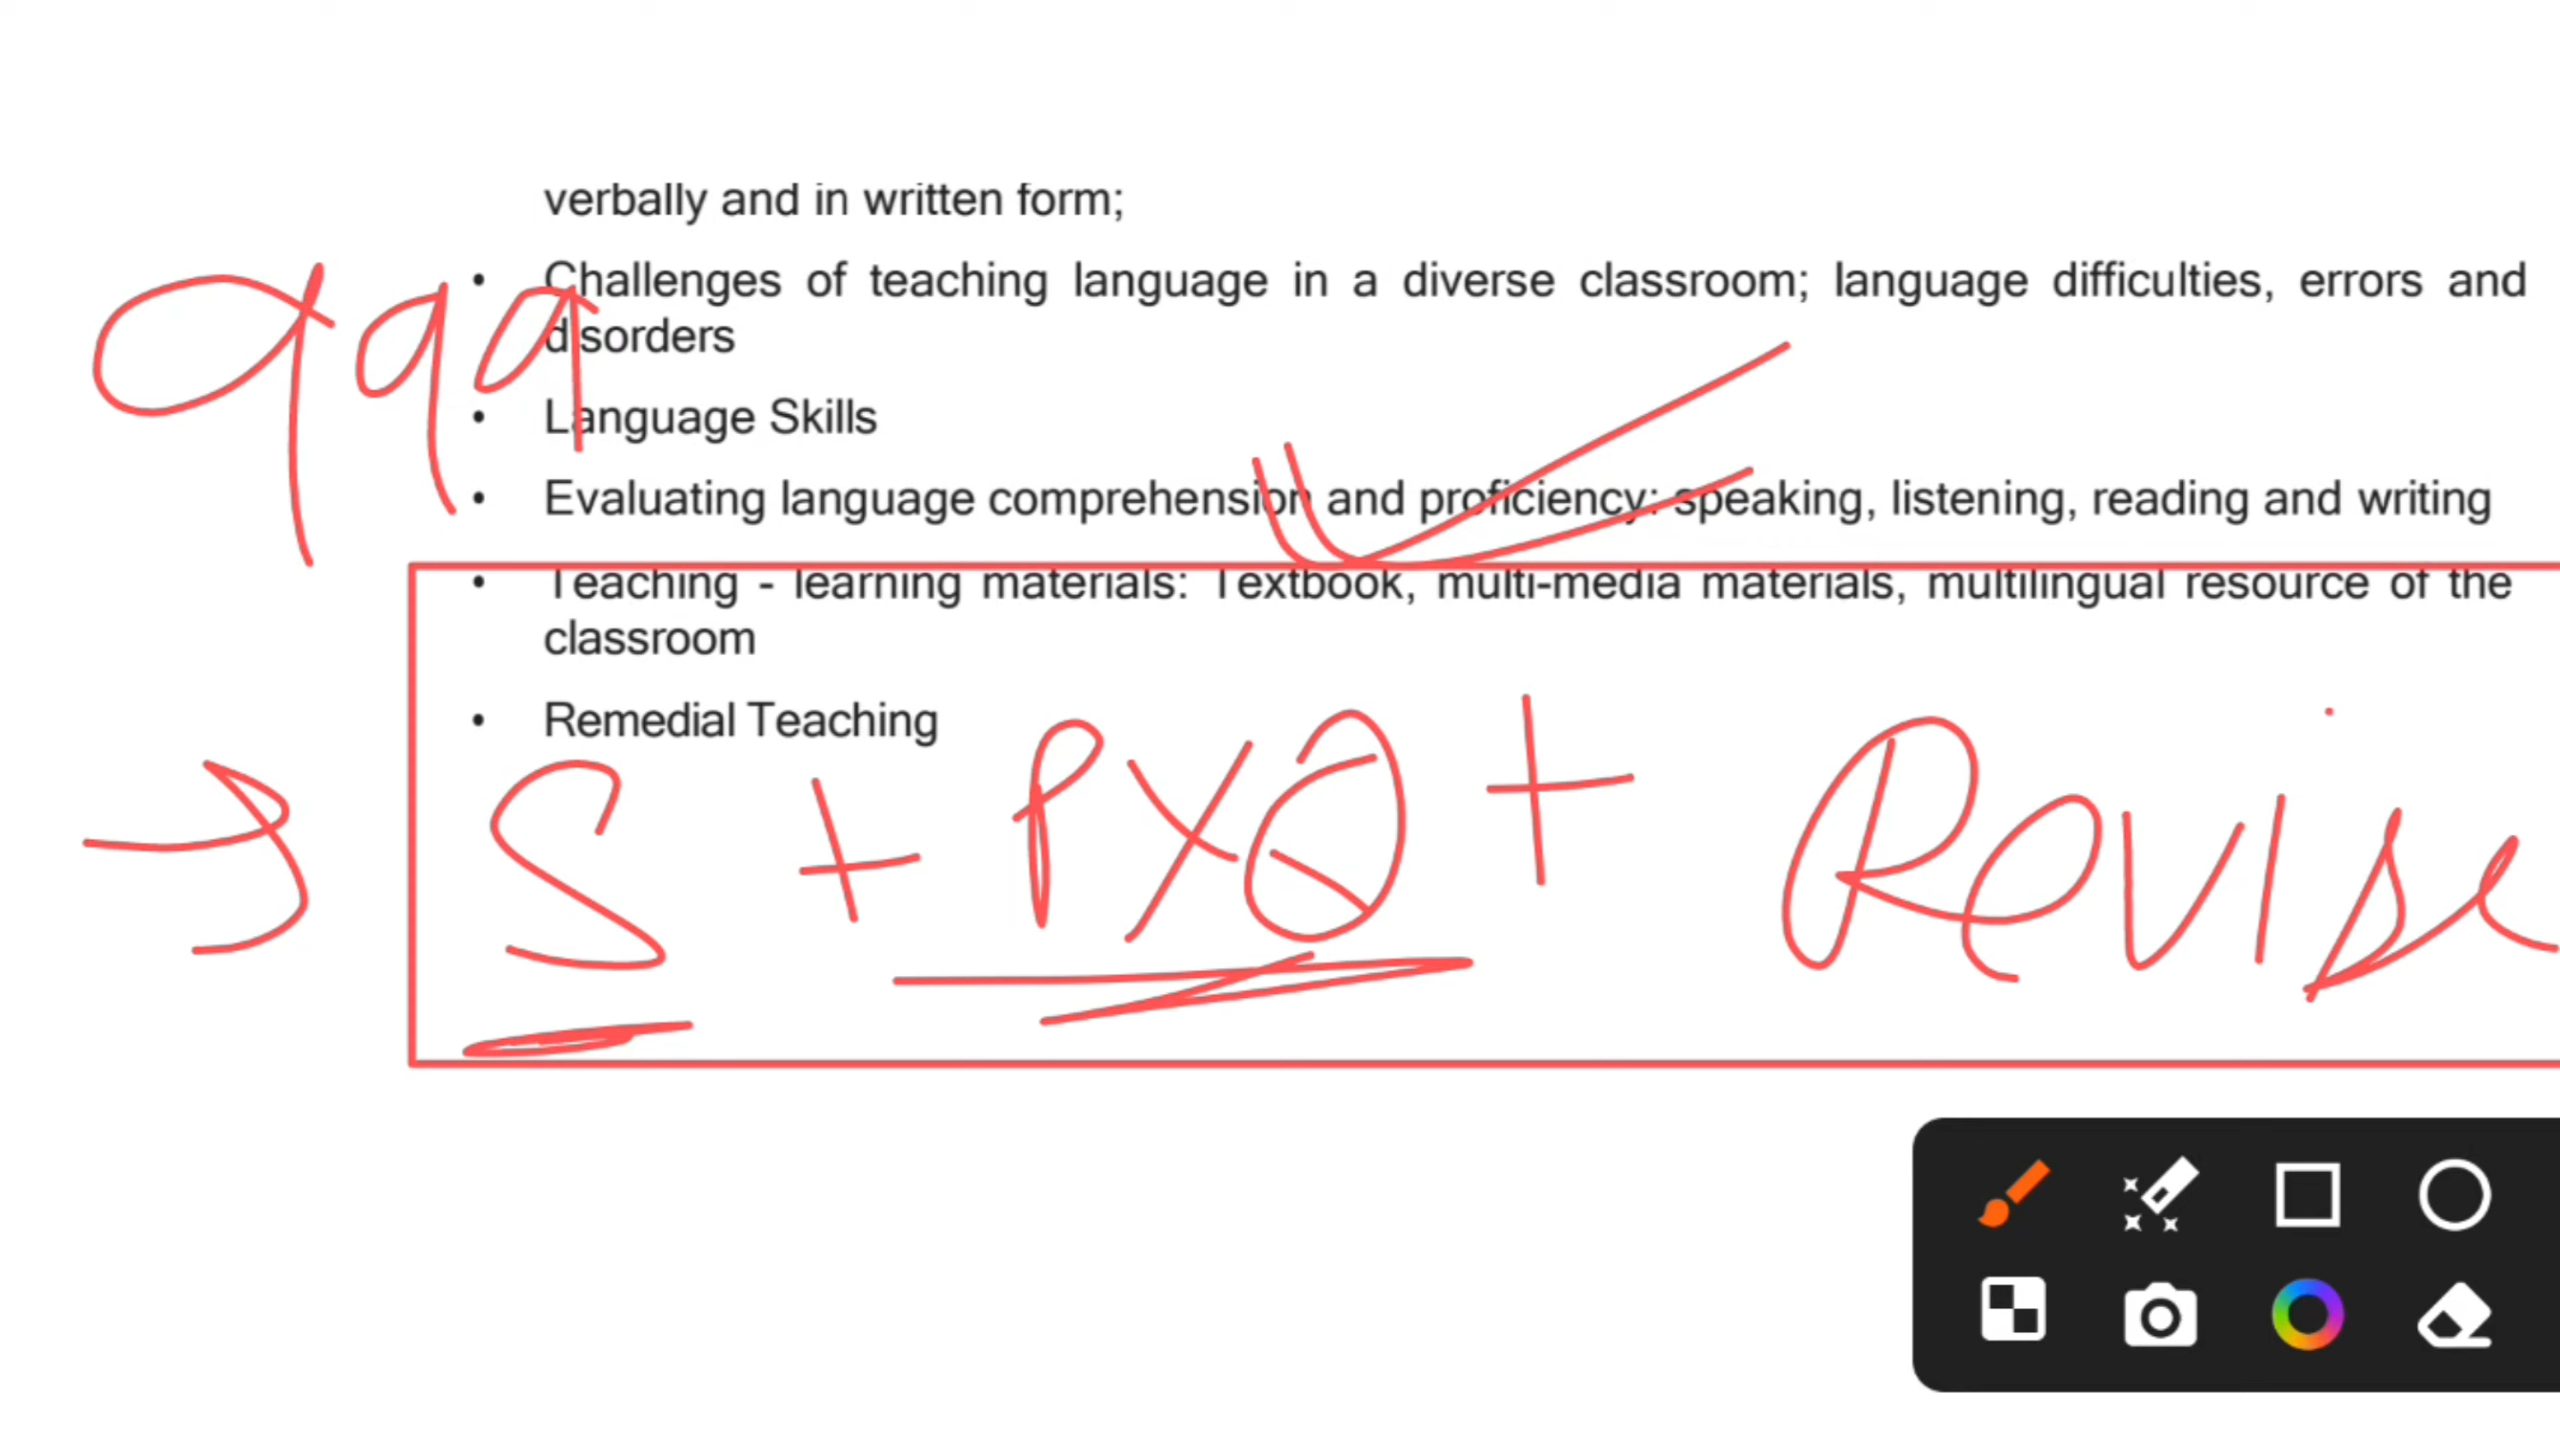 verbally and in written form;
• Challenges of teaching language in a diverse classroom; language difficulties, errors and
disorders
• Language Skills
• Evaluating language comprehension and proficiency: speaking, listening, reading and writing
• Teaching - learning materials: Textbook, multi-media materials, multilingual resource of the
classroom
• Remedial Teaching
S + PYQ + Revise